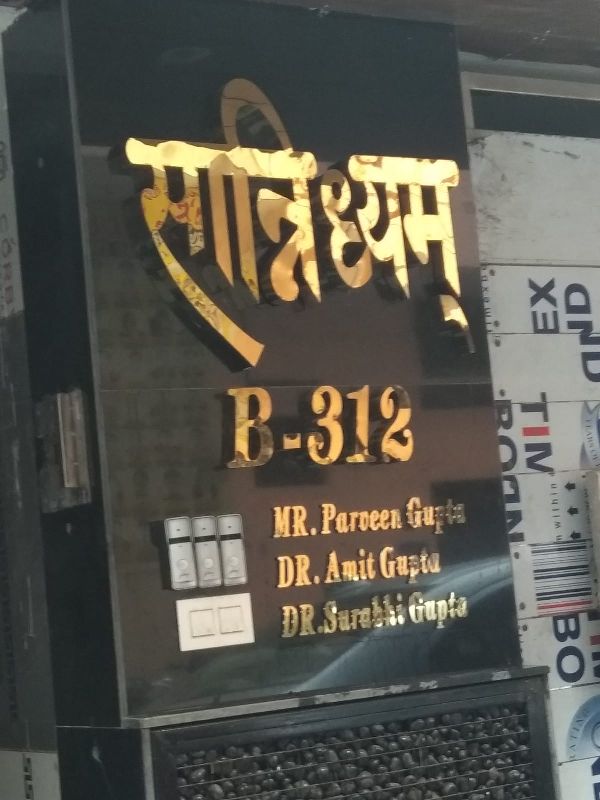 सान्निध्यम्
B-312
MR. Parveen Gupta
DR. Amit Gupta
DR. Surabhi Gupta